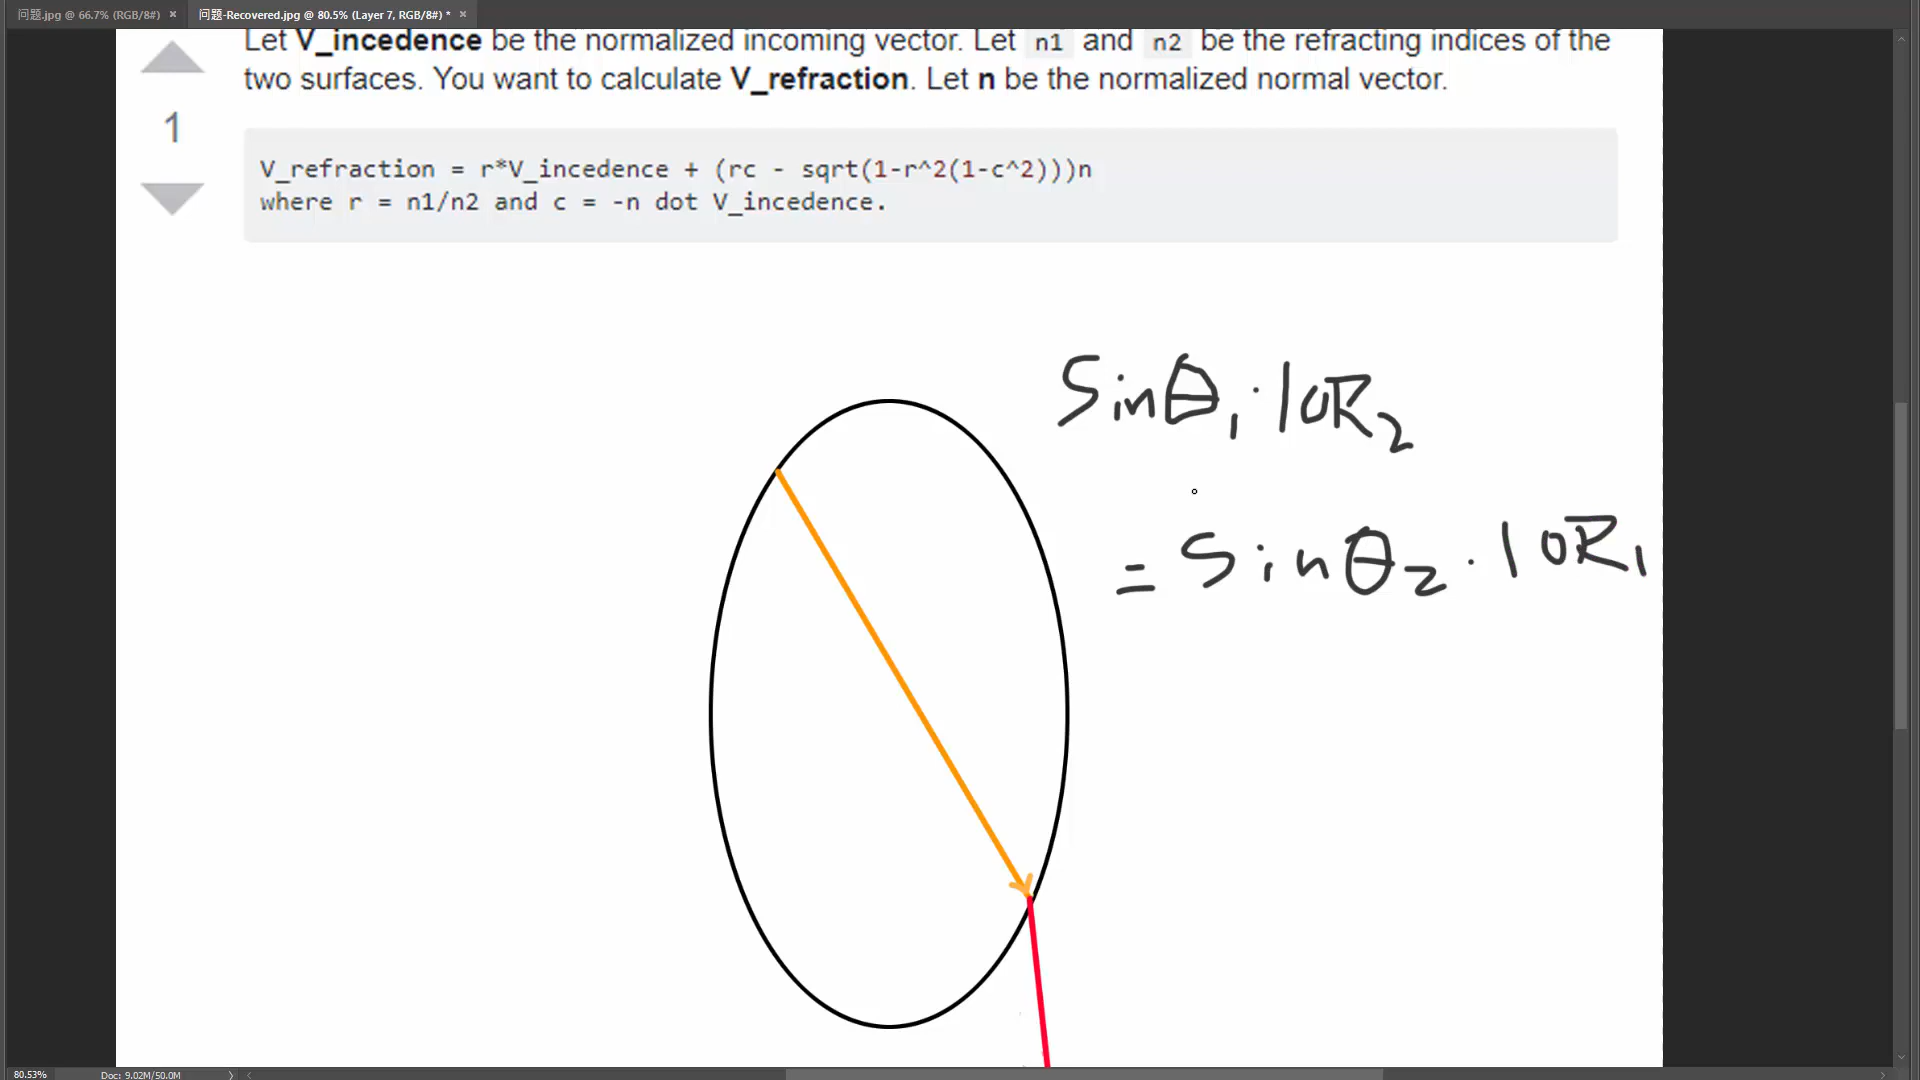 问题.jpg @ 66.7% (RGB/8#) × 问题-Recovered.jpg @ 80.5% (Layer 7, RGB/8#) * ×
Let V_incedence be the normalized incoming vector. Let n1 and n2 be the refracting indices of the
two surfaces. You want to calculate V_refraction. Let n be the normalized normal vector.
1
V_refraction = r*V_incedence + (rc - sqrt(1-r^2(1-c^2)))n
where r = n1/n2 and c = -n dot V_incedence.
Sinθ1·IOR2
= Sinθ2·IOR1
80.53% Doc: 9.02M/50.0M